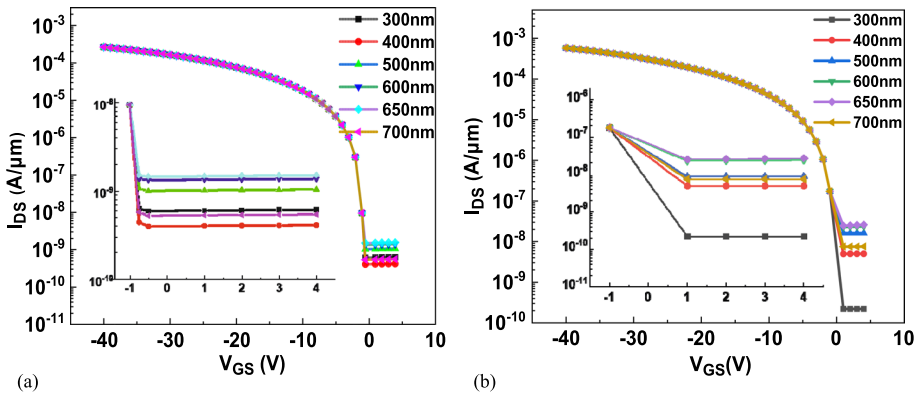 10⁻³
10⁻⁴
10⁻⁵
10⁻⁶
10⁻⁷
10⁻⁸
10⁻⁹
10⁻¹⁰
10⁻¹¹
I_DS (A/μm)
300nm
400nm
500nm
600nm
650nm
700nm
10⁻⁸
10⁻⁹
10⁻¹⁰
-1 0 1 2 3 4
-40 -30 -20 -10 0 10
V_GS (V)
(a)
10⁻³
10⁻⁴
10⁻⁵
10⁻⁶
10⁻⁷
10⁻⁸
10⁻⁹
10⁻¹⁰
I_DS (A/μm)
300nm
400nm
500nm
600nm
650nm
700nm
10⁻⁶
10⁻⁷
10⁻⁸
10⁻⁹
10⁻¹⁰
10⁻¹¹
-1 0 1 2 3 4
-40 -30 -20 -10 0 10
V_GS(V)
(b)